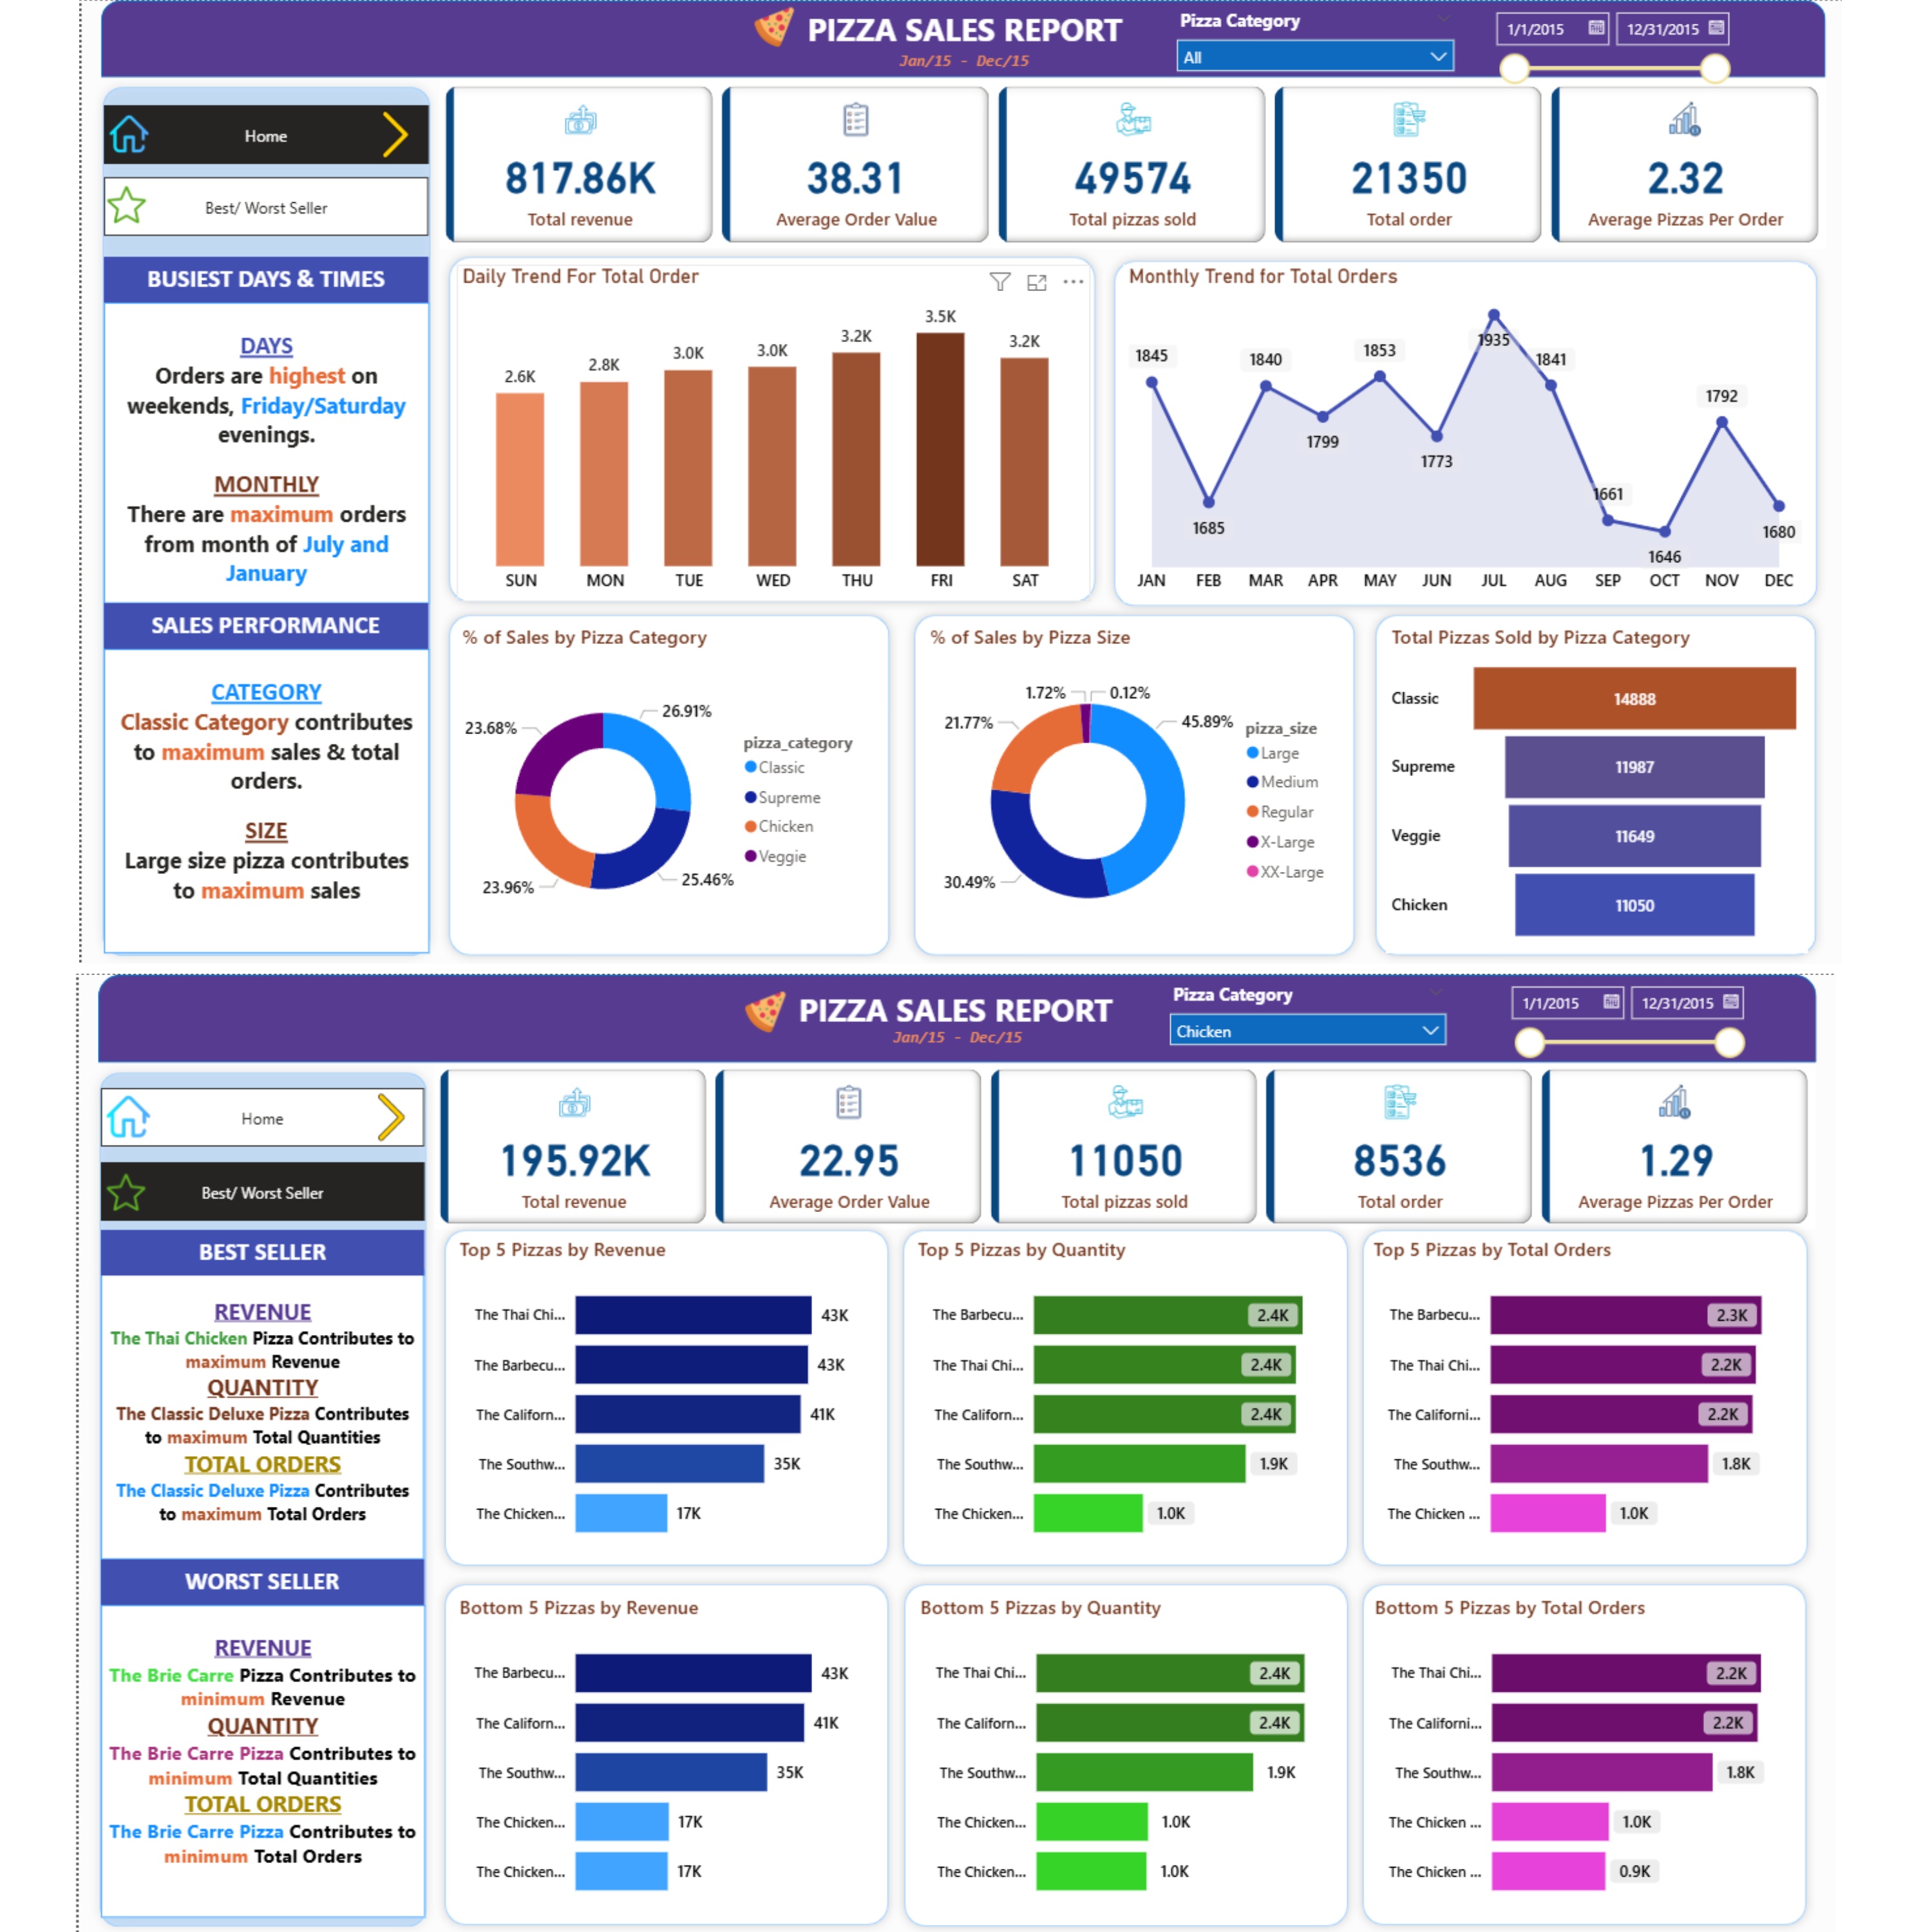 PIZZA SALES REPORT
Jan/15 - Dec/15
Pizza Category
All
1/1/2015
12/31/2015
Home
Best/ Worst Seller
817.86K
Total revenue
38.31
Average Order Value
49574
Total pizzas sold
21350
Total order
2.32
Average Pizzas Per Order
BUSIEST DAYS & TIMES
DAYS
Orders are highest on
weekends, Friday/Saturday
evenings.
MONTHLY
There are maximum orders
from month of July and
January
SALES PERFORMANCE
CATEGORY
Classic Category contributes
to maximum sales & total
orders.
SIZE
Large size pizza contributes
to maximum sales
Daily Trend For Total Order
2.6K
2.8K
3.0K
3.0K
3.2K
3.5K
3.2K
SUN MON TUE WED THU FRI SAT
Monthly Trend for Total Orders
1845
1685
1840
1799
1853
1773
1935
1841
1661
1646
1792
1680
JAN FEB MAR APR MAY JUN JUL AUG SEP OCT NOV DEC
% of Sales by Pizza Category
26.91%
25.46%
23.96%
23.68%
pizza_category
Classic
Supreme
Chicken
Veggie
% of Sales by Pizza Size
1.72%
0.12%
21.77%
45.89%
30.49%
pizza_size
Large
Medium
Regular
X-Large
XX-Large
Total Pizzas Sold by Pizza Category
Classic 14888
Supreme 11987
Veggie 11649
Chicken 11050
PIZZA SALES REPORT
Jan/15 - Dec/15
Pizza Category
Chicken
1/1/2015
12/31/2015
Home
Best/ Worst Seller
195.92K
Total revenue
22.95
Average Order Value
11050
Total pizzas sold
8536
Total order
1.29
Average Pizzas Per Order
BEST SELLER
REVENUE
The Thai Chicken Pizza Contributes to
maximum Revenue
QUANTITY
The Classic Deluxe Pizza Contributes
to maximum Total Quantities
TOTAL ORDERS
The Classic Deluxe Pizza Contributes
to maximum Total Orders
WORST SELLER
REVENUE
The Brie Carre Pizza Contributes to
minimum Revenue
QUANTITY
The Brie Carre Pizza Contributes to
minimum Total Quantities
TOTAL ORDERS
The Brie Carre Pizza Contributes to
minimum Total Orders
Top 5 Pizzas by Revenue
The Thai Chi... 43K
The Barbecu... 43K
The Californ... 41K
The Southw... 35K
The Chicken... 17K
Top 5 Pizzas by Quantity
The Barbecu... 2.4K
The Thai Chi... 2.4K
The Californ... 2.4K
The Southw... 1.9K
The Chicken... 1.0K
Top 5 Pizzas by Total Orders
The Barbecu... 2.3K
The Thai Chi... 2.2K
The Californi... 2.2K
The Southw... 1.8K
The Chicken ... 1.0K
Bottom 5 Pizzas by Revenue
The Barbecu... 43K
The Californ... 41K
The Southw... 35K
The Chicken... 17K
The Chicken... 17K
Bottom 5 Pizzas by Quantity
The Thai Chi... 2.4K
The Californ... 2.4K
The Southw... 1.9K
The Chicken... 1.0K
The Chicken... 1.0K
Bottom 5 Pizzas by Total Orders
The Thai Chi... 2.2K
The Californi... 2.2K
The Southw... 1.8K
The Chicken ... 1.0K
The Chicken ... 0.9K